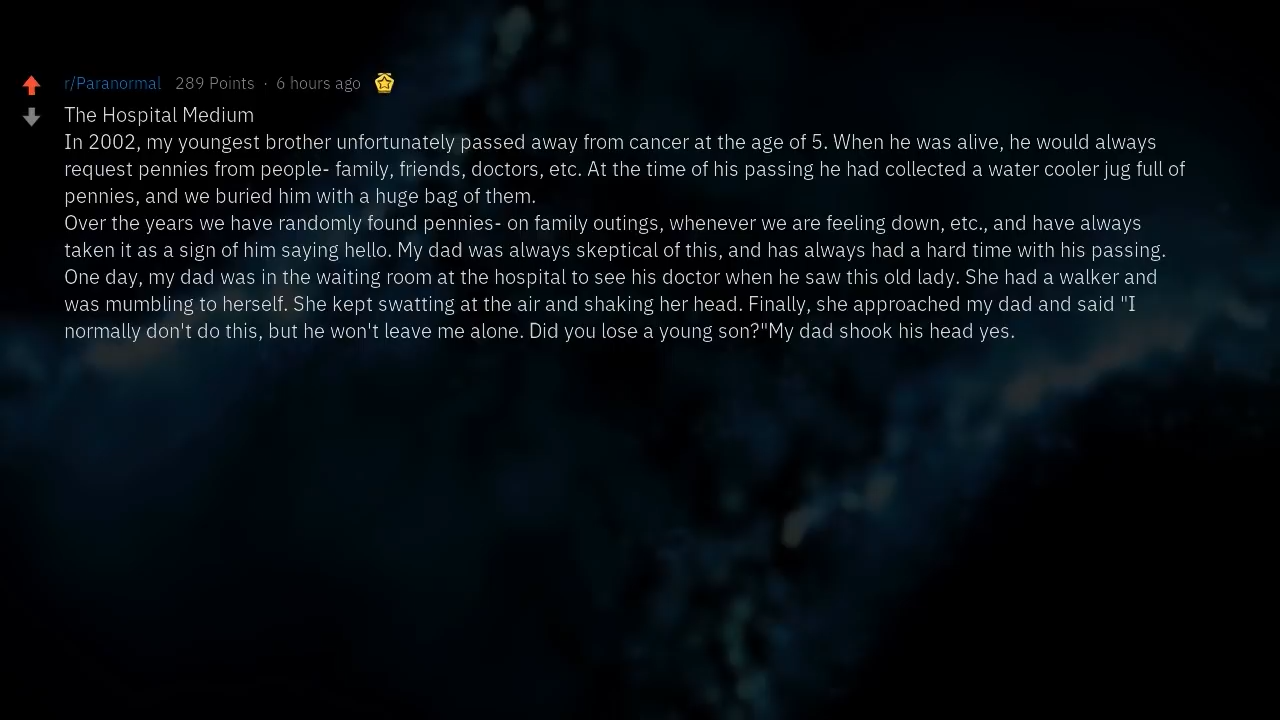 r/Paranormal 289 Points · 6 hours ago
The Hospital Medium
In 2002, my youngest brother unfortunately passed away from cancer at the age of 5. When he was alive, he would always
request pennies from people- family, friends, doctors, etc. At the time of his passing he had collected a water cooler jug full of
pennies, and we buried him with a huge bag of them.
Over the years we have randomly found pennies- on family outings, whenever we are feeling down, etc., and have always
taken it as a sign of him saying hello. My dad was always skeptical of this, and has always had a hard time with his passing.
One day, my dad was in the waiting room at the hospital to see his doctor when he saw this old lady. She had a walker and
was mumbling to herself. She kept swatting at the air and shaking her head. Finally, she approached my dad and said "I
normally don't do this, but he won't leave me alone. Did you lose a young son?"My dad shook his head yes.